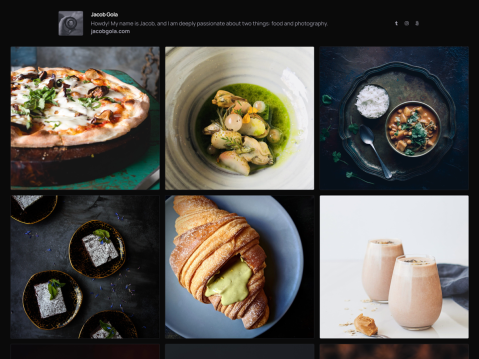 Jacob Gola
Howdy! My name is Jacob, and I am deeply passionate about two things: food and photography.
jacobgola.com